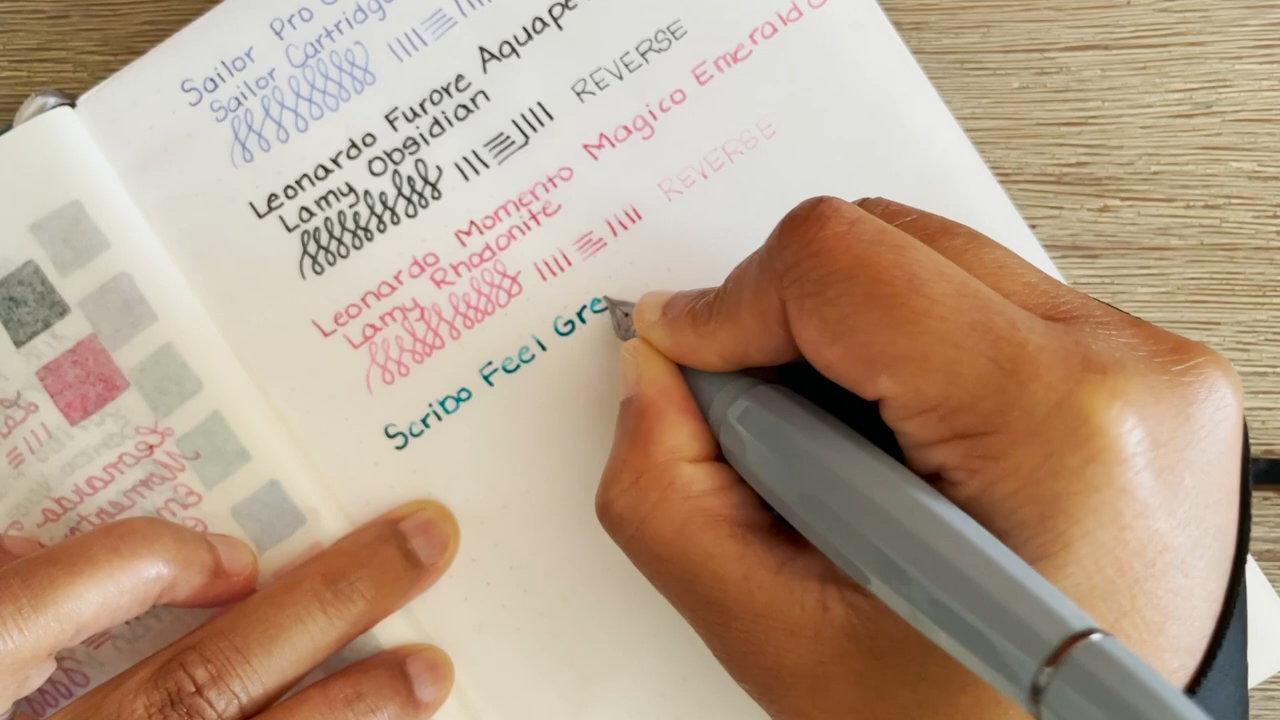 Sailor Pro
Sailor Cartridge
Leonardo Furore Aquape
Lamy Obsidian
REVERSE
Leonardo Momento Magico Emerald
Lamy Rhodonite
REVERSE
Scribo Feel Gre